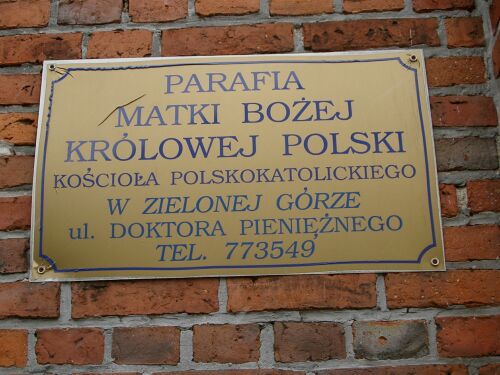 PARAFIA
MATKI BOŻEJ
KRÓLOWEJ POLSKI
KOŚCIOŁA POLSKOKATOLICKIEGO
W ZIELONEJ GÓRZE
ul. DOKTORA PIENIĘŻNEGO
TEL. 773549